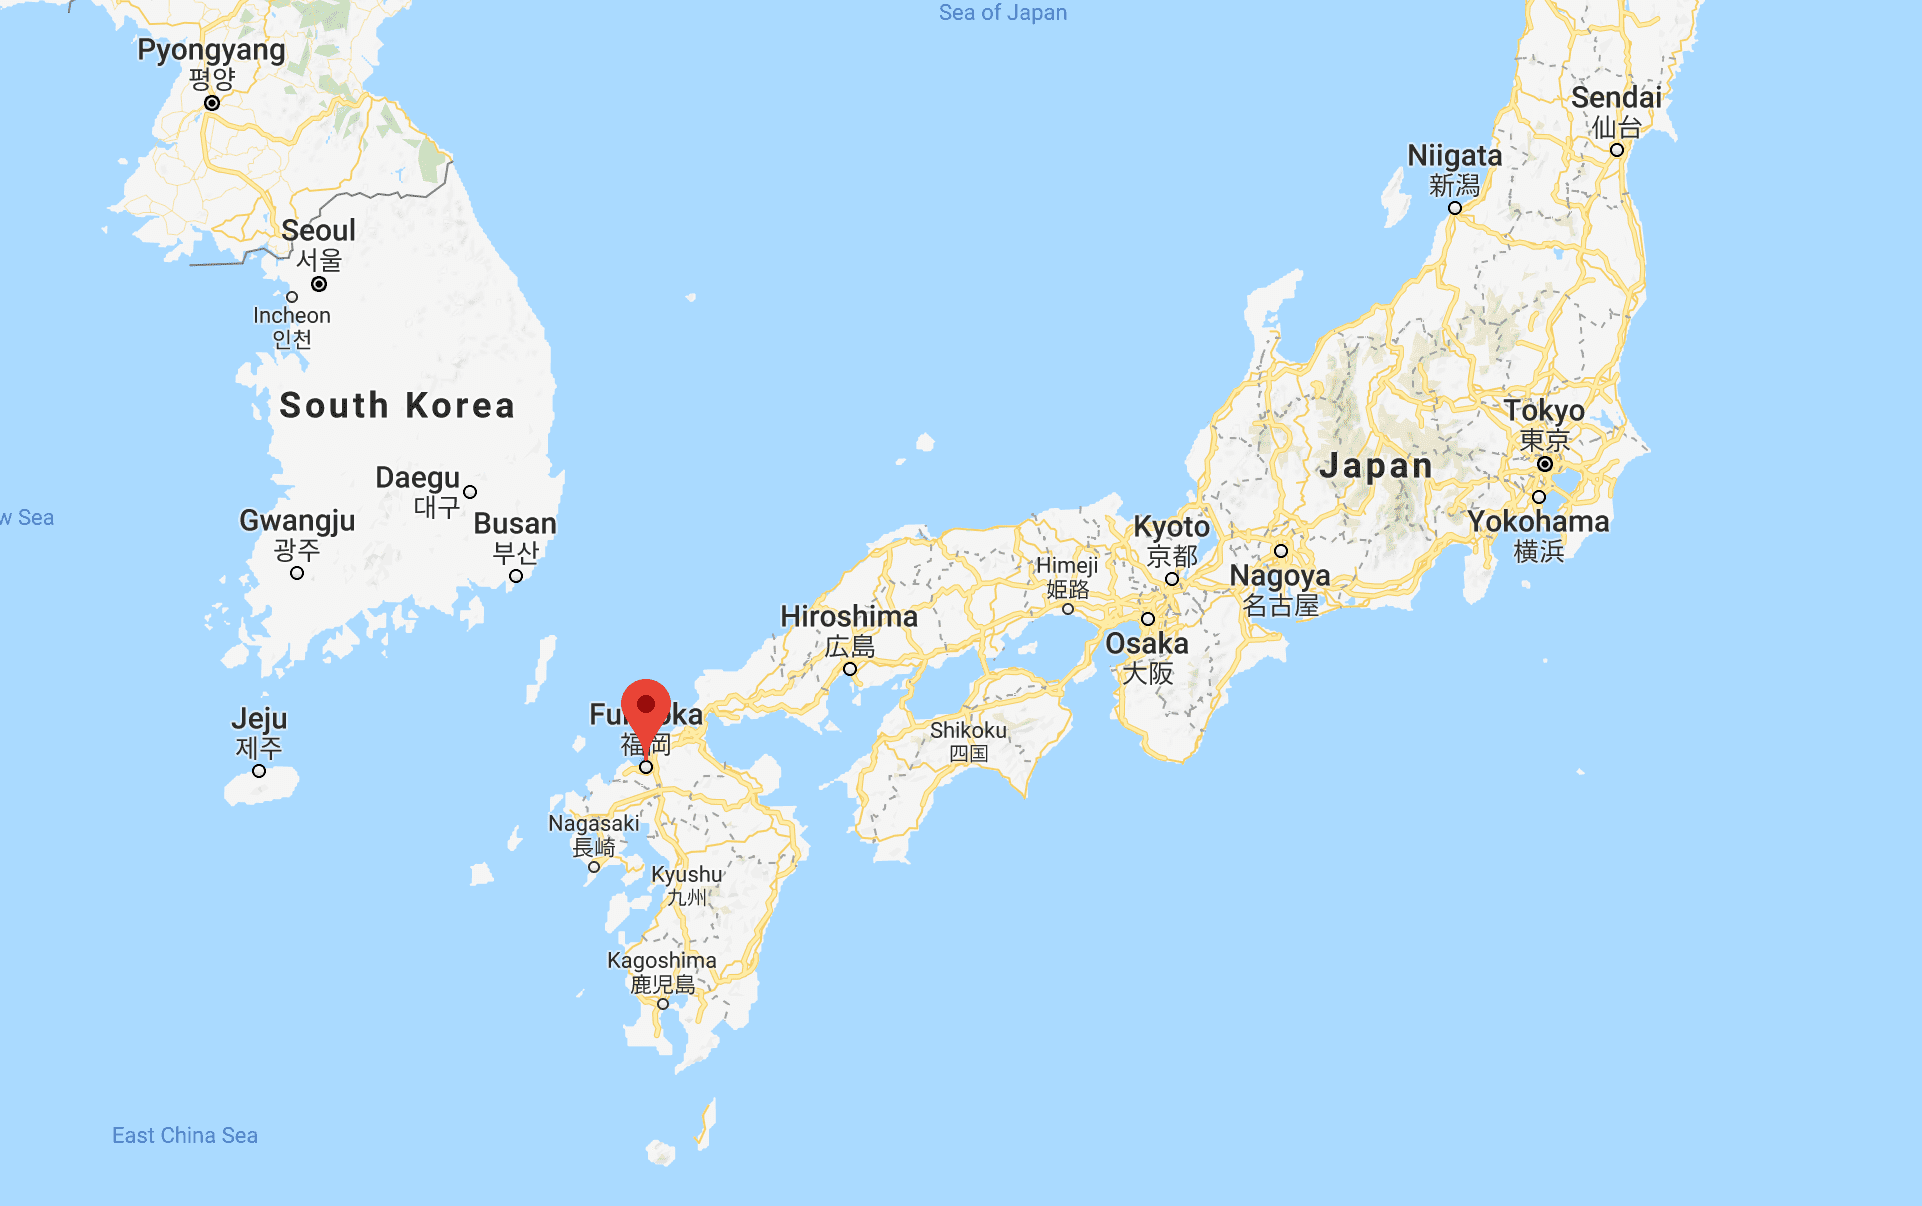 Sea of Japan
Pyongyang
평양
Sendai
仙台
Niigata
新潟
Seoul
서울
Incheon
인천
South Korea
Tokyo
東京
Japan
Daegu
대구
w Sea
Gwangju
광주
Busan
부산
Yokohama
横浜
Kyoto
京都
Nagoya
名古屋
Himeji
姫路
Hiroshima
広島
Osaka
大阪
Jeju
제주
Fu
ka
福岡
Shikoku
四国
Nagasaki
長崎
Kyushu
九州
Kagoshima
鹿児島
East China Sea